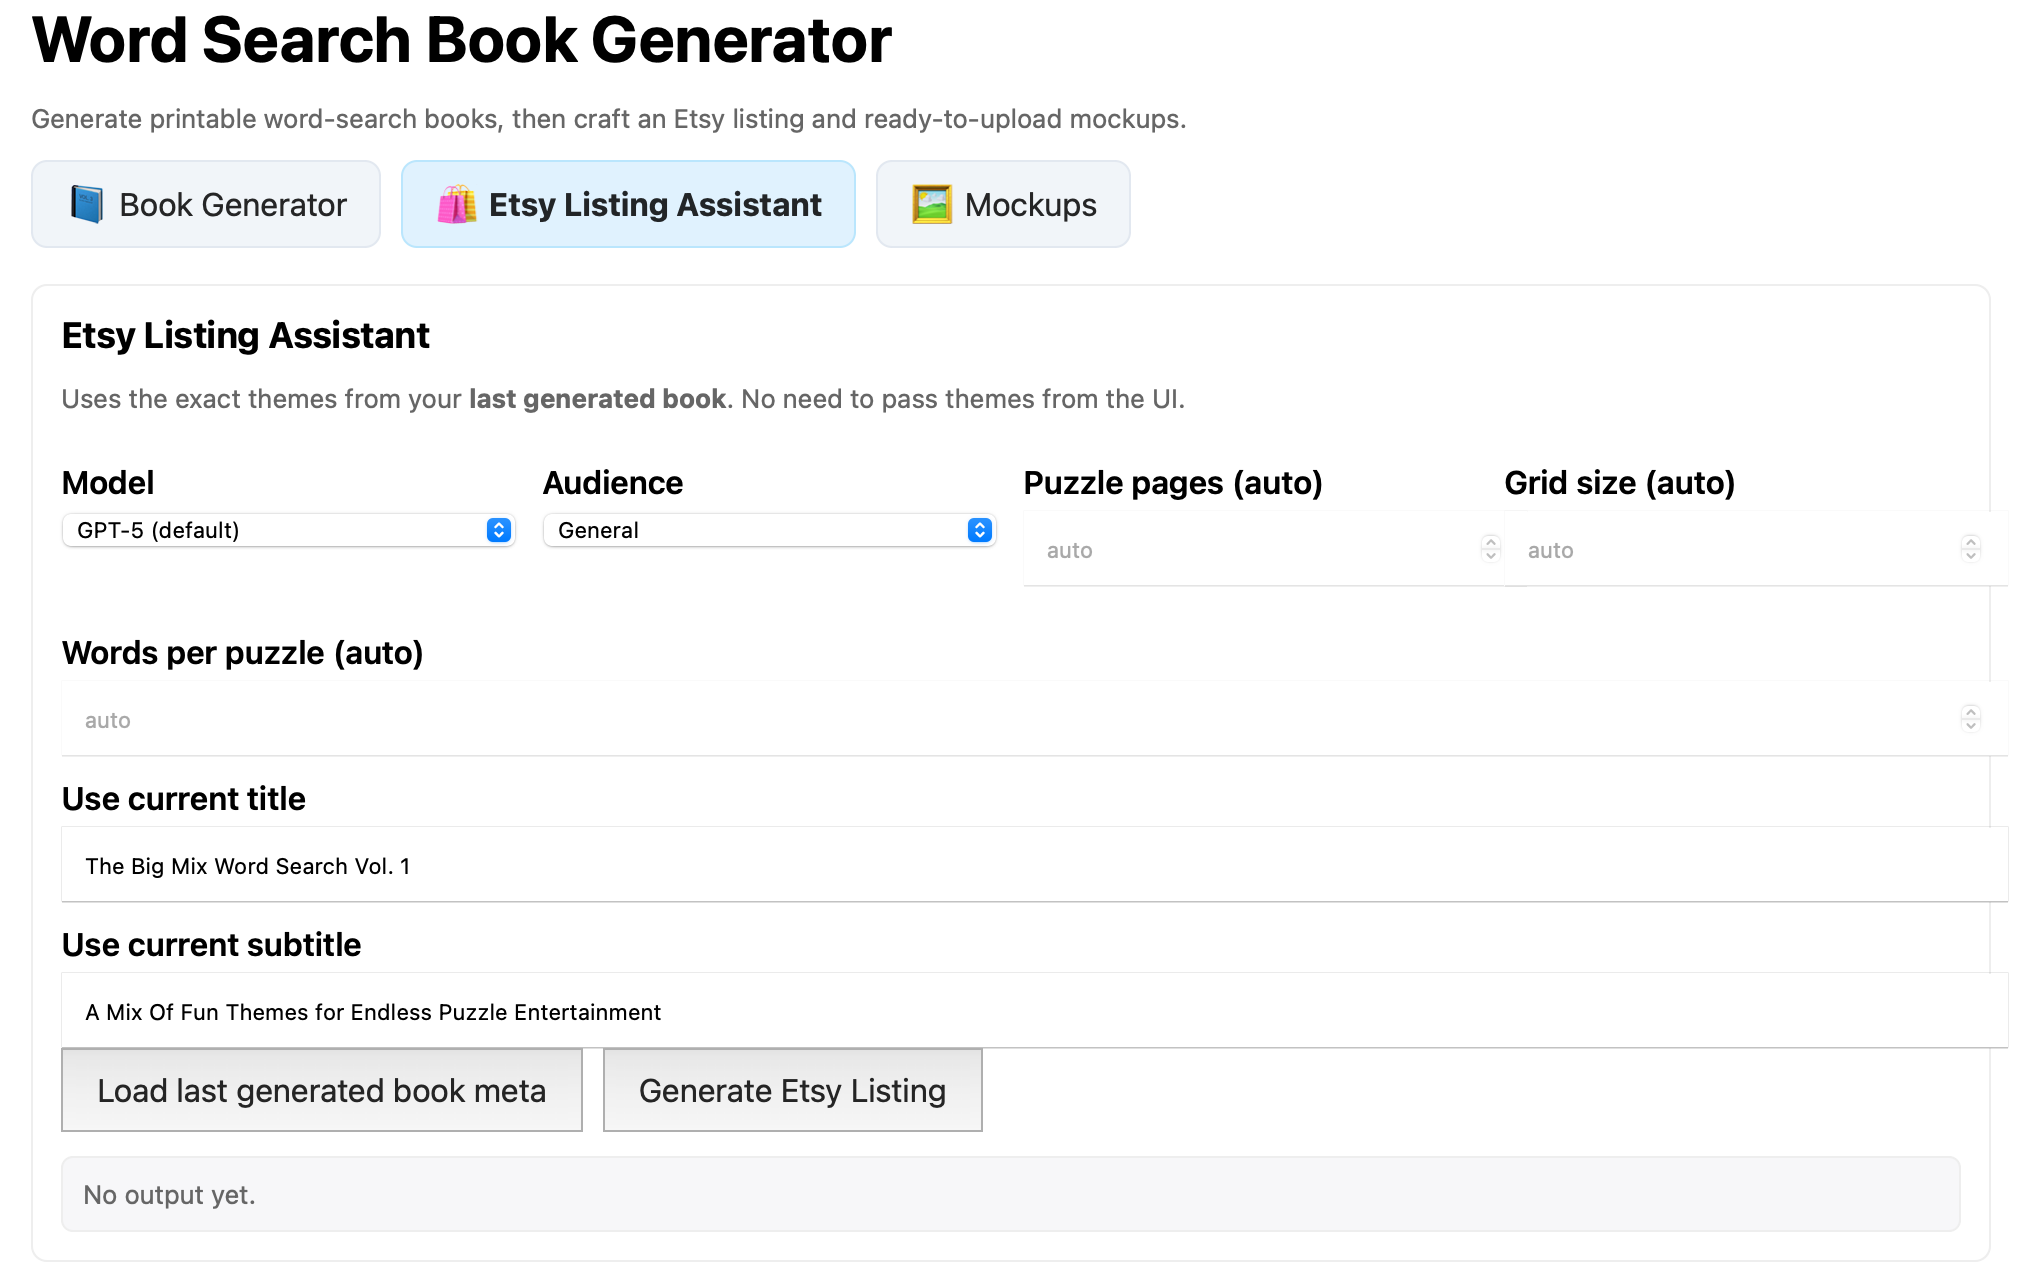 Word Search Book Generator
Generate printable word-search books, then craft an Etsy listing and ready-to-upload mockups.
Book Generator
Etsy Listing Assistant
Mockups
Etsy Listing Assistant
Uses the exact themes from your last generated book. No need to pass themes from the UI.
Model
Audience
Puzzle pages (auto)
Grid size (auto)
GPT-5 (default)
General
auto
auto
Words per puzzle (auto)
auto
Use current title
The Big Mix Word Search Vol. 1
Use current subtitle
A Mix Of Fun Themes for Endless Puzzle Entertainment
Load last generated book meta
Generate Etsy Listing
No output yet.